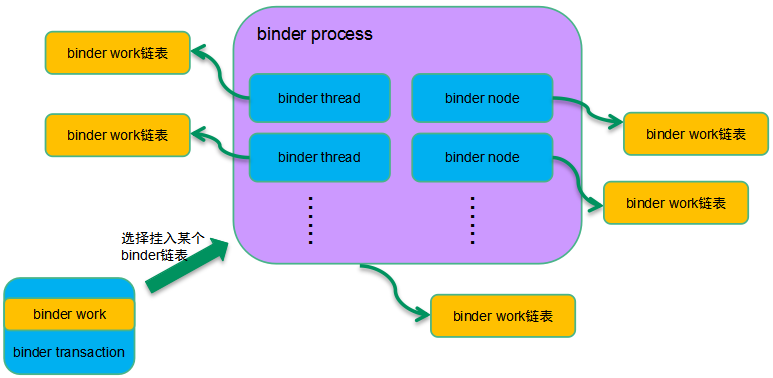 binder process
binder work链表
binder thread
binder node
binder work链表
binder work链表
binder thread
binder node
binder work链表
选择挂入某个
binder链表
binder work
binder transaction
binder work链表